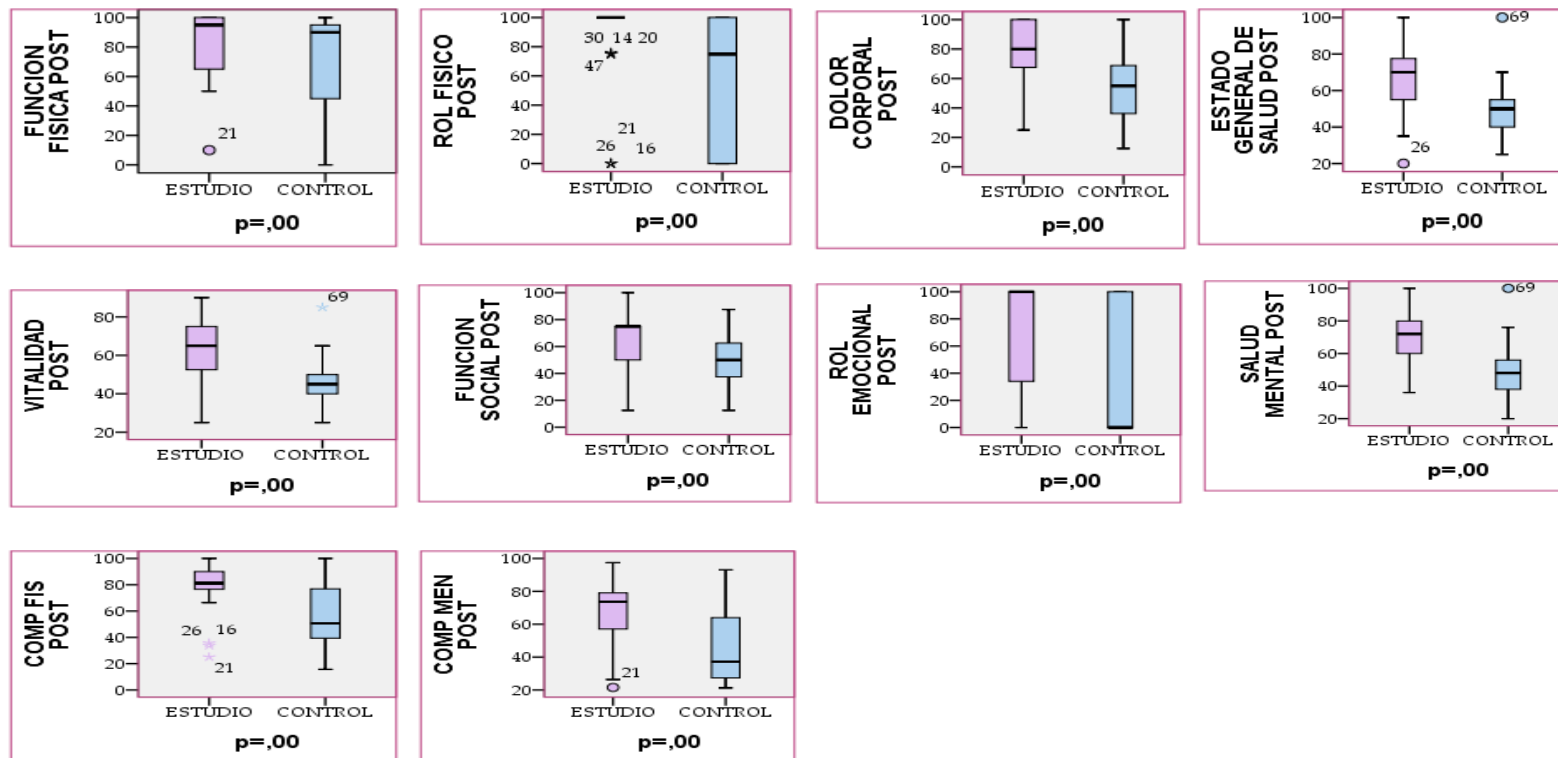 FUNCION
FISICA POST
100
80
60
40
20
0
21
ESTUDIO CONTROL
p=,00
ROL FISICO
POST
100
80
60
40
20
0
30 14 20
47
21
26 16
ESTUDIO CONTROL
p=,00
DOLOR
CORPORAL
POST
100
80
60
40
20
0
ESTUDIO CONTROL
p=,00
ESTADO
GENERAL DE
SALUD POST
100
80
60
40
20
69
26
ESTUDIO CONTROL
p=,00
VITALIDAD
POST
80
60
40
20
69
ESTUDIO CONTROL
p=,00
FUNCION
SOCIAL POST
100
80
60
40
20
0
ESTUDIO CONTROL
p=,00
ROL
EMOCIONAL
POST
100
80
60
40
20
0
ESTUDIO CONTROL
p=,00
SALUD
MENTAL POST
100
80
60
40
20
69
ESTUDIO CONTROL
p=,00
COMP FIS
POST
100
80
60
40
20
0
26 16
21
ESTUDIO CONTROL
p=,00
COMP MEN
POST
100
80
60
40
20
21
ESTUDIO CONTROL
p=,00